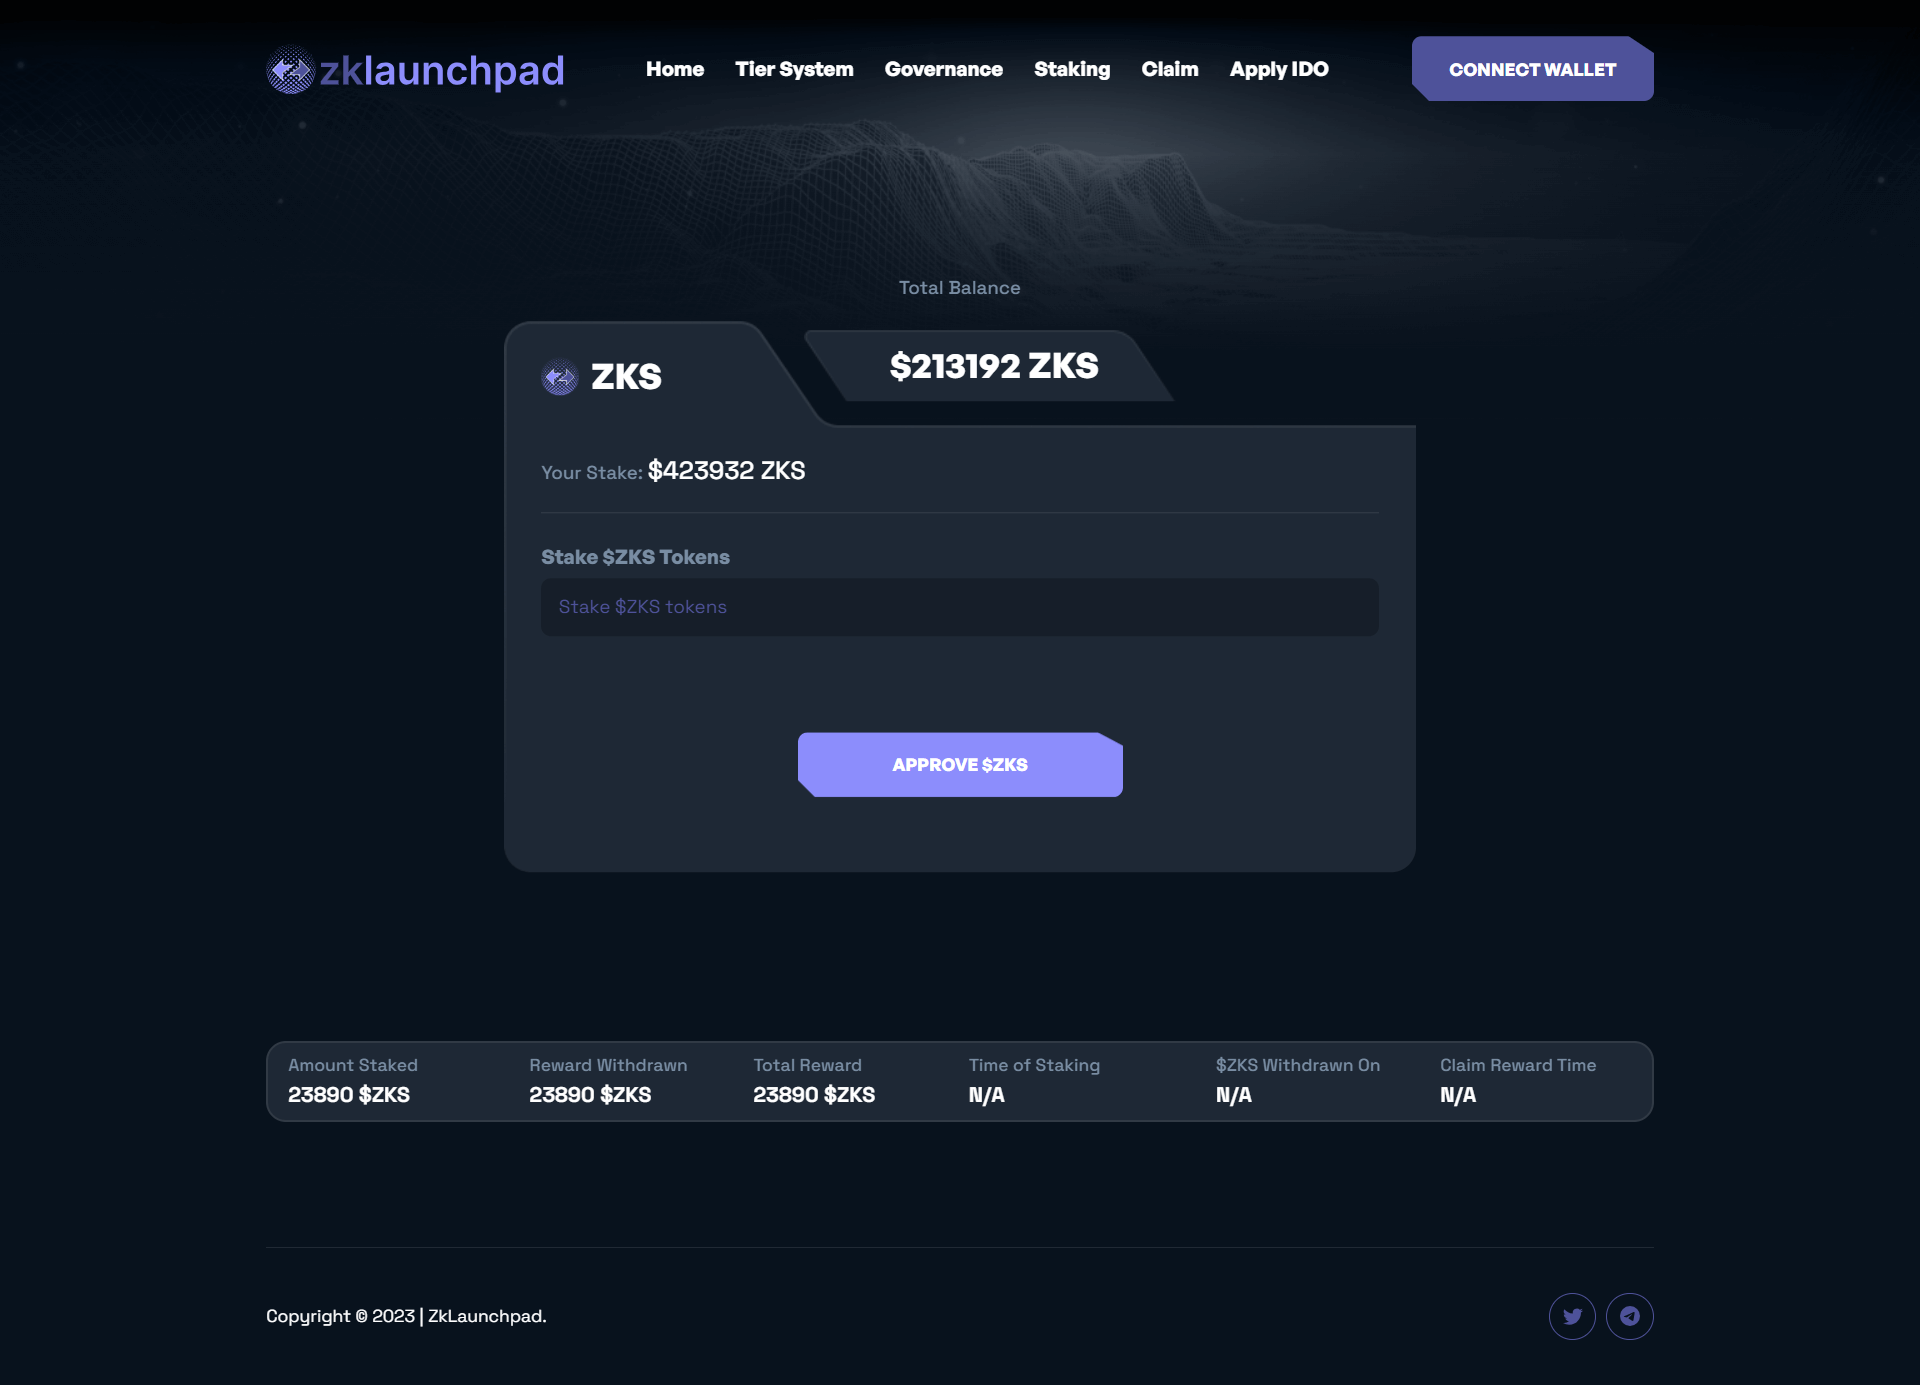 zklaunchpad
Home Tier System Governance Staking Claim Apply IDO
CONNECT WALLET
Total Balance
ZKS
$213192 ZKS
Your Stake: $423932 ZKS
Stake $ZKS Tokens
Stake $ZKS tokens
APPROVE $ZKS
Amount Staked
23890 $ZKS
Reward Withdrawn
23890 $ZKS
Total Reward
23890 $ZKS
Time of Staking
N/A
$ZKS Withdrawn On
N/A
Claim Reward Time
N/A
Copyright © 2023 | ZkLaunchpad.